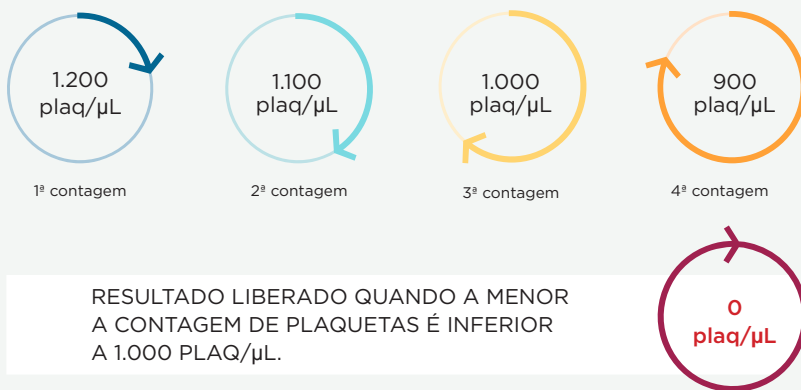 1.200
plaq/µL
1ª contagem
1.100
plaq/µL
2ª contagem
1.000
plaq/µL
3ª contagem
900
plaq/µL
4ª contagem
RESULTADO LIBERADO QUANDO A MENOR
A CONTAGEM DE PLAQUETAS É INFERIOR
A 1.000 PLAQ/µL.
0
plaq/µL